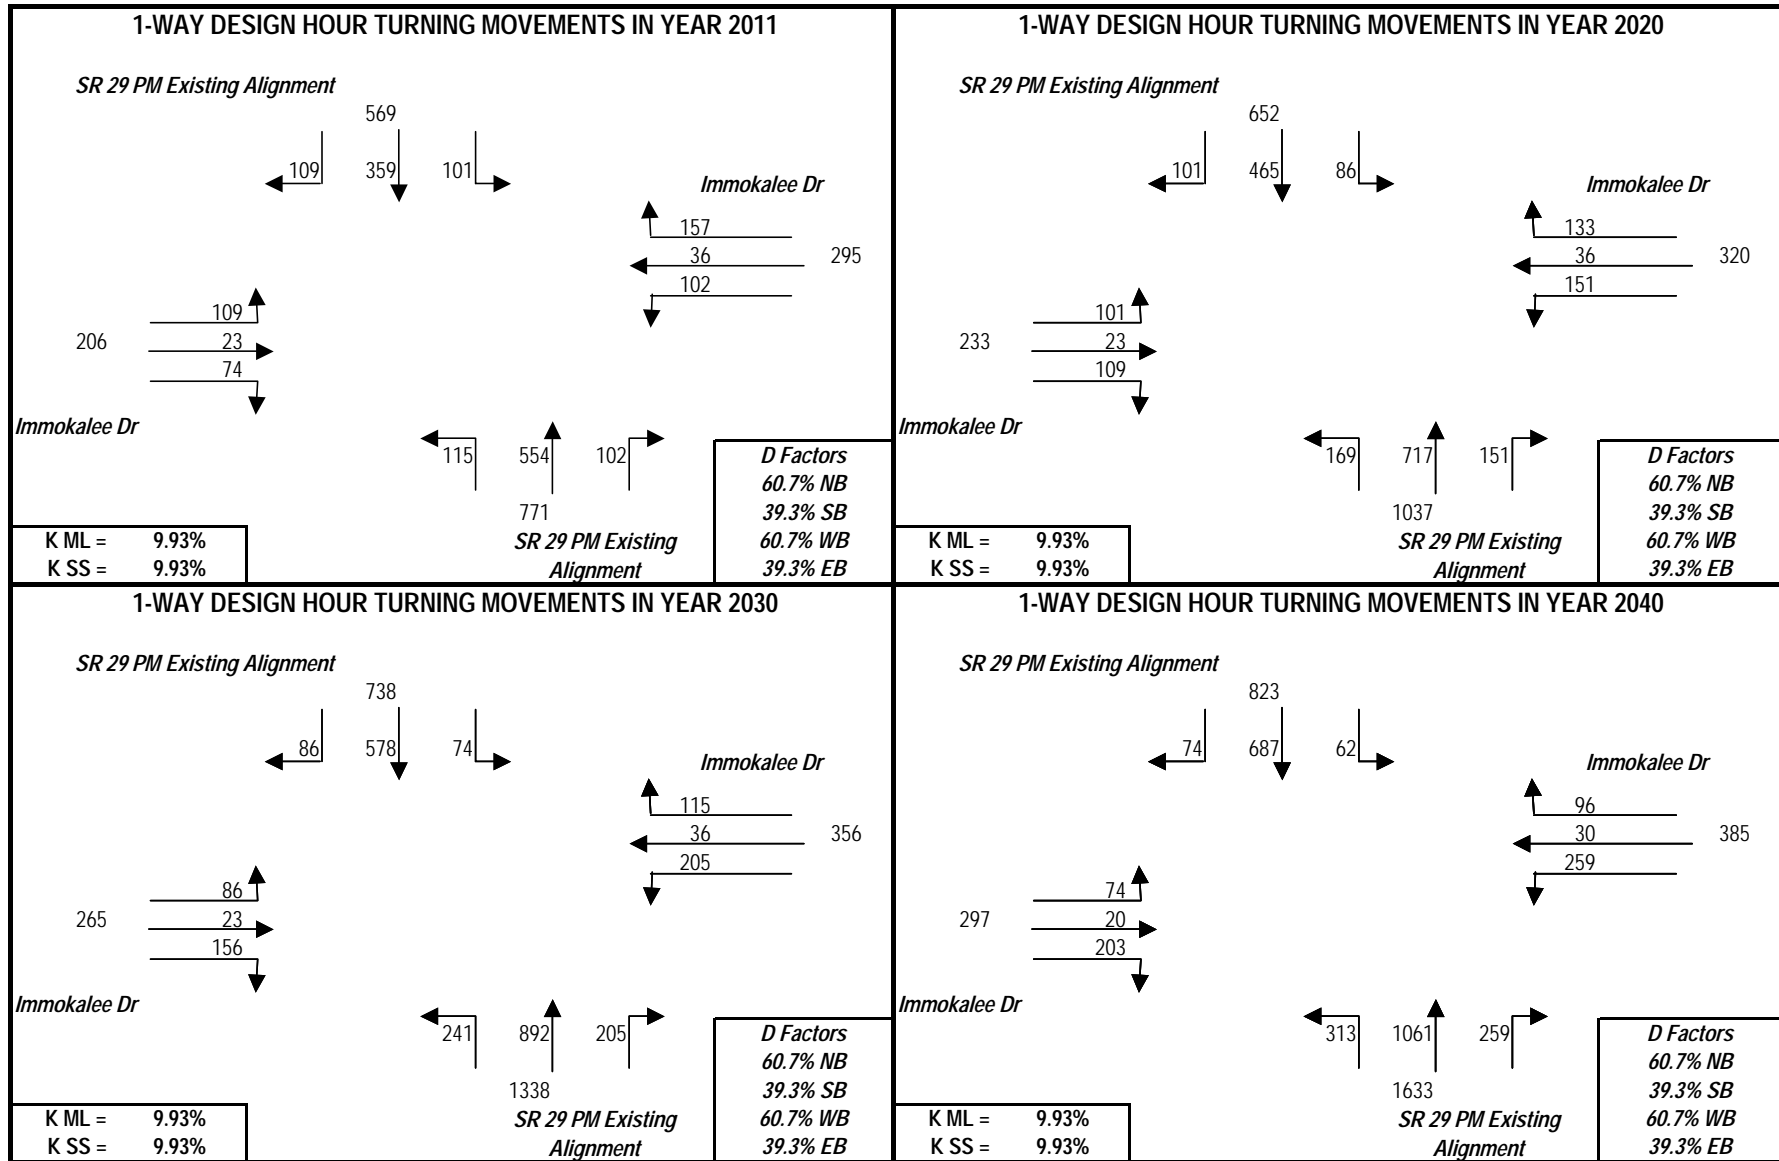 1-WAY DESIGN HOUR TURNING MOVEMENTS IN YEAR 2011
SR 29 PM Existing Alignment
569
109 359 101
Immokalee Dr
157
36 295
102
109
206 23
74
Immokalee Dr
115 554 102
771
SR 29 PM Existing
Alignment
D Factors
60.7% NB
39.3% SB
60.7% WB
39.3% EB
K ML = 9.93%
K SS = 9.93%
1-WAY DESIGN HOUR TURNING MOVEMENTS IN YEAR 2020
SR 29 PM Existing Alignment
652
101 465 86
Immokalee Dr
133
36 320
151
101
233 23
109
Immokalee Dr
169 717 151
1037
SR 29 PM Existing
Alignment
D Factors
60.7% NB
39.3% SB
60.7% WB
39.3% EB
K ML = 9.93%
K SS = 9.93%
1-WAY DESIGN HOUR TURNING MOVEMENTS IN YEAR 2030
SR 29 PM Existing Alignment
738
86 578 74
Immokalee Dr
115
36 356
205
86
265 23
156
Immokalee Dr
241 892 205
1338
SR 29 PM Existing
Alignment
D Factors
60.7% NB
39.3% SB
60.7% WB
39.3% EB
K ML = 9.93%
K SS = 9.93%
1-WAY DESIGN HOUR TURNING MOVEMENTS IN YEAR 2040
SR 29 PM Existing Alignment
823
74 687 62
Immokalee Dr
96
30 385
259
74
297 20
203
Immokalee Dr
313 1061 259
1633
SR 29 PM Existing
Alignment
D Factors
60.7% NB
39.3% SB
60.7% WB
39.3% EB
K ML = 9.93%
K SS = 9.93%